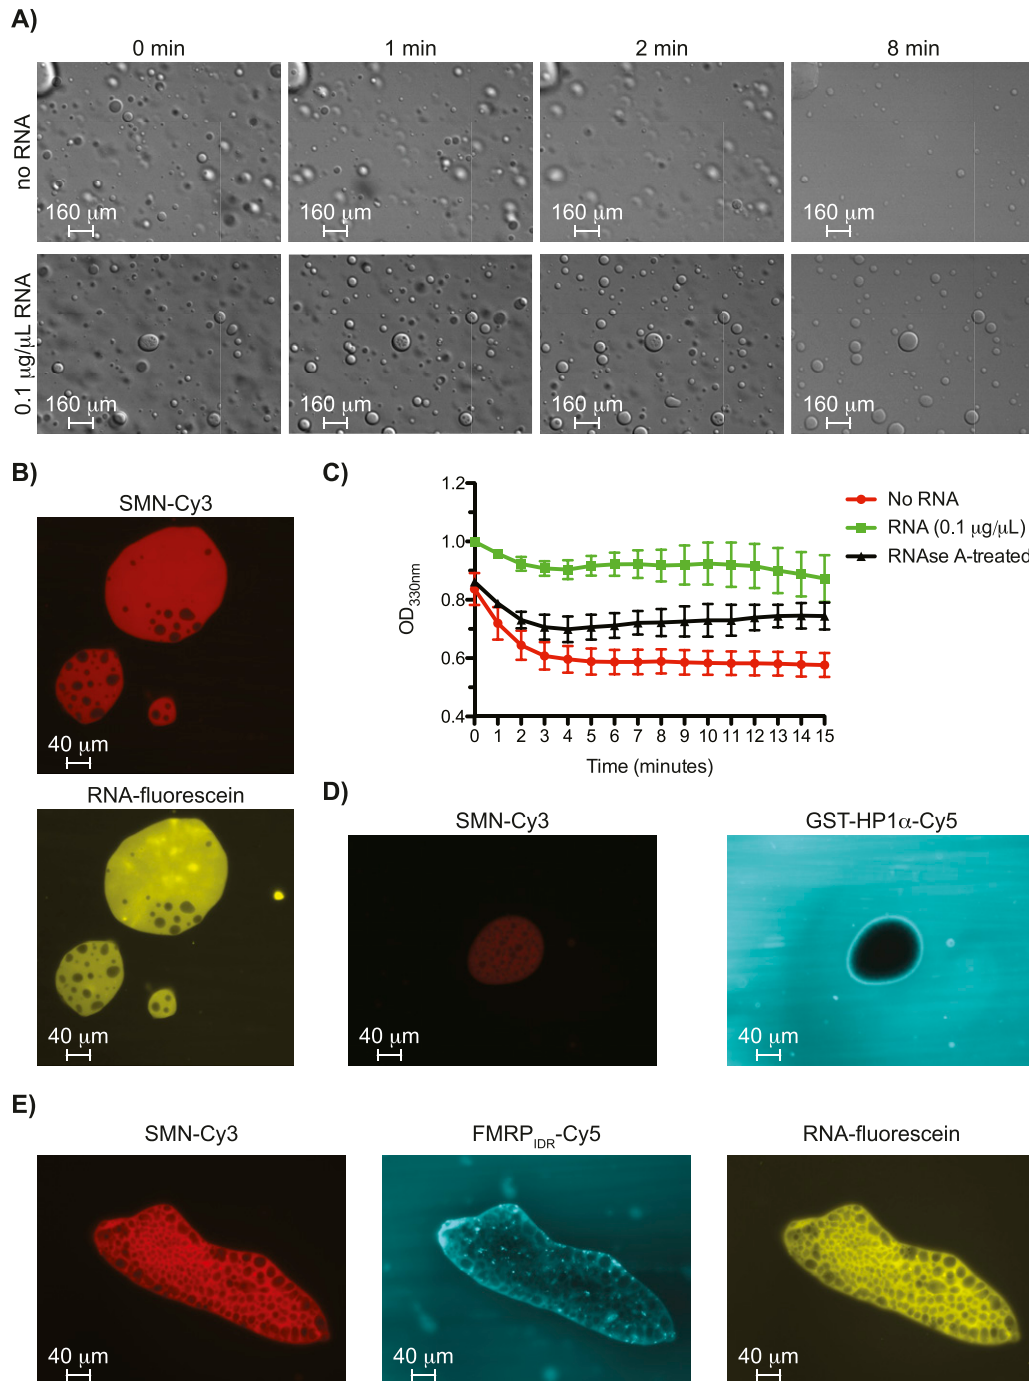 A)
0 min 1 min 2 min 8 min
no RNA
160 μm 160 μm 160 μm 160 μm
0.1 μg/μL RNA
160 μm 160 μm 160 μm 160 μm
B)
SMN-Cy3
40 μm
RNA-fluorescein
40 μm
C)
1.2
1.0
0.8
0.6
0.4
OD330nm
0 1 2 3 4 5 6 7 8 9 10 11 12 13 14 15
Time (minutes)
No RNA
RNA (0.1 μg/μL)
RNAse A-treated
D)
SMN-Cy3 GST-HP1α-Cy5
40 μm 40 μm
E)
SMN-Cy3 FMRPIDR-Cy5 RNA-fluorescein
40 μm 40 μm 40 μm